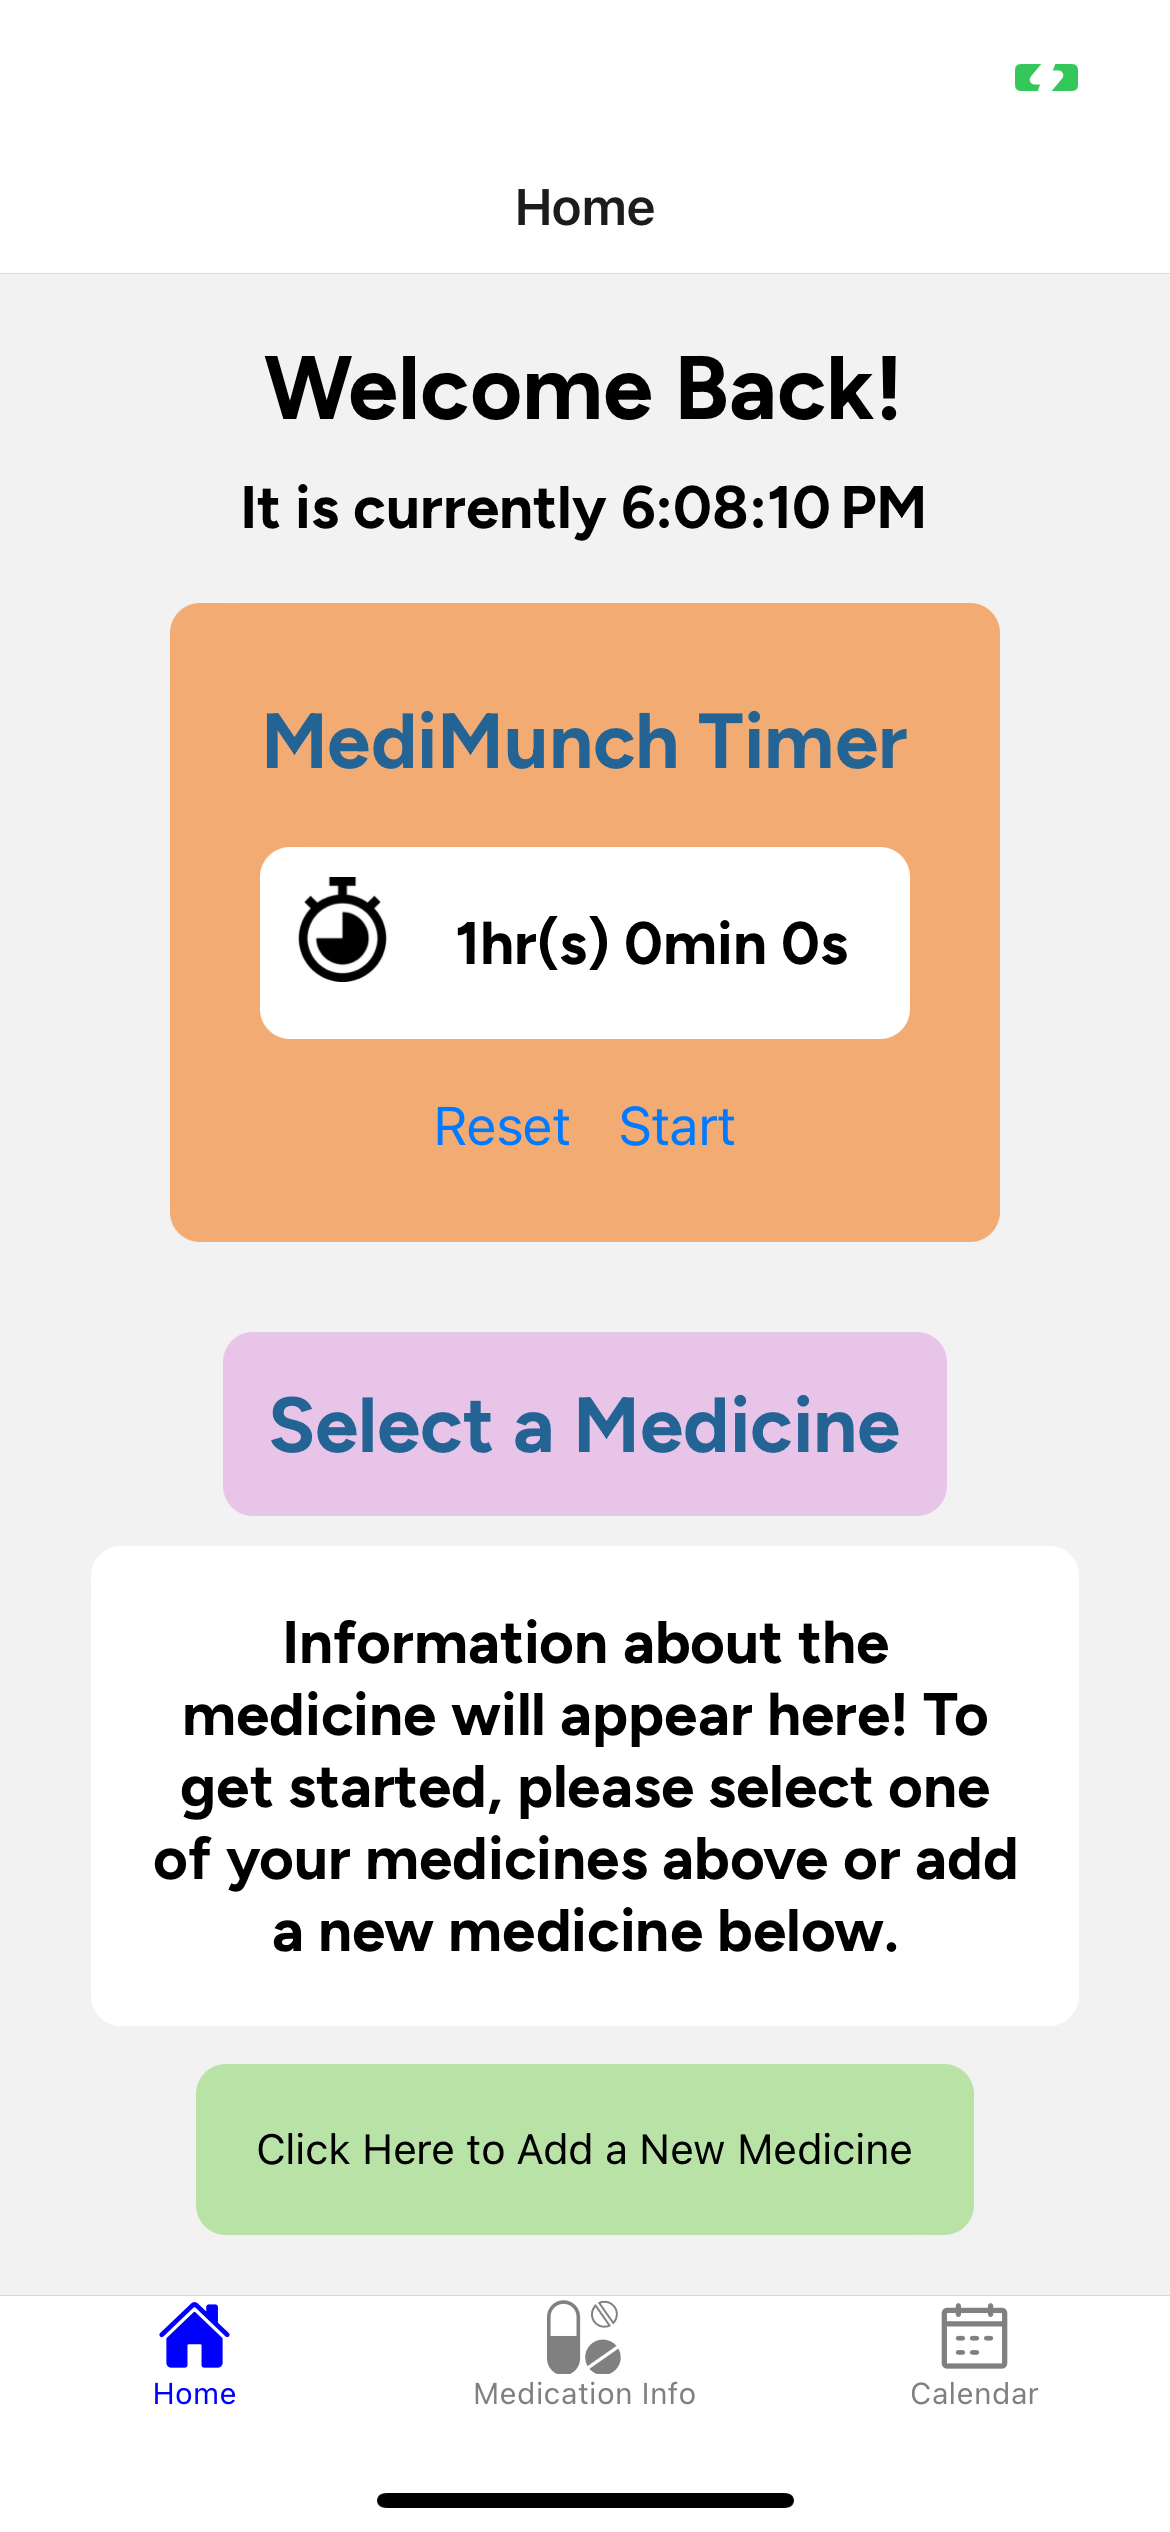 Home
Welcome Back!
It is currently 6:08:10 PM
MediMunch Timer
1hr(s) 0min 0s
Reset Start
Select a Medicine
Information about the
medicine will appear here! To
get started, please select one
of your medicines above or add
a new medicine below.
Click Here to Add a New Medicine
Home Medication Info Calendar